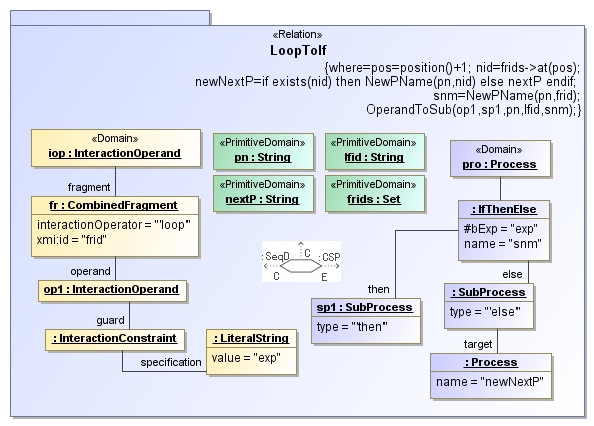 «Relation»
LoopToIf
{where=pos=position()+1; nid=frids->at(pos);
newNextP=if exists(nid) then NewPName(pn,nid) else nextP endif;
snm=NewPName(pn,frid);
OperandToSub(op1,sp1,pn,lfid,snm);}
«Domain»
iop : InteractionOperand
«PrimitiveDomain»
pn : String
«PrimitiveDomain»
lfid : String
«Domain»
pro : Process
fragment
«PrimitiveDomain»
nextP : String
«PrimitiveDomain»
frids : Set
fr : CombinedFragment
interactionOperator = "'loop'"
xmi:id = "frid"
: IfThenElse
#bExp = "exp"
name = "snm"
:SeqD
C
:CSP
C
E
operand
op1 : InteractionOperand
then
else
sp1 : SubProcess
type = "'then'"
: SubProcess
type = "'else'"
guard
: InteractionConstraint
specification
: LiteralString
value = "exp"
target
: Process
name = "newNextP"